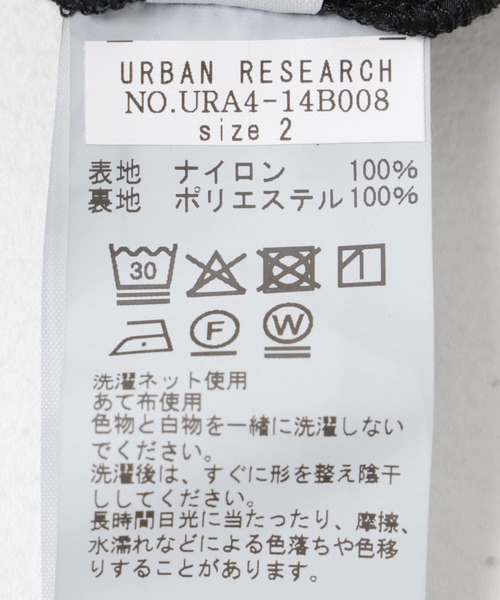 URBAN RESEARCH
NO.URA4-14B008
size 2
表地 ナイロン 100%
裏地 ポリエステル100%
30
F W
洗濯ネット使用
あて布使用
色物と白物を一緒に洗濯しない
でください。
洗濯後は、すぐに形を整え陰干
ししてください。
長時間日光に当たったり、摩擦、
水濡れなどによる色落ちや色移
りすることがあります。